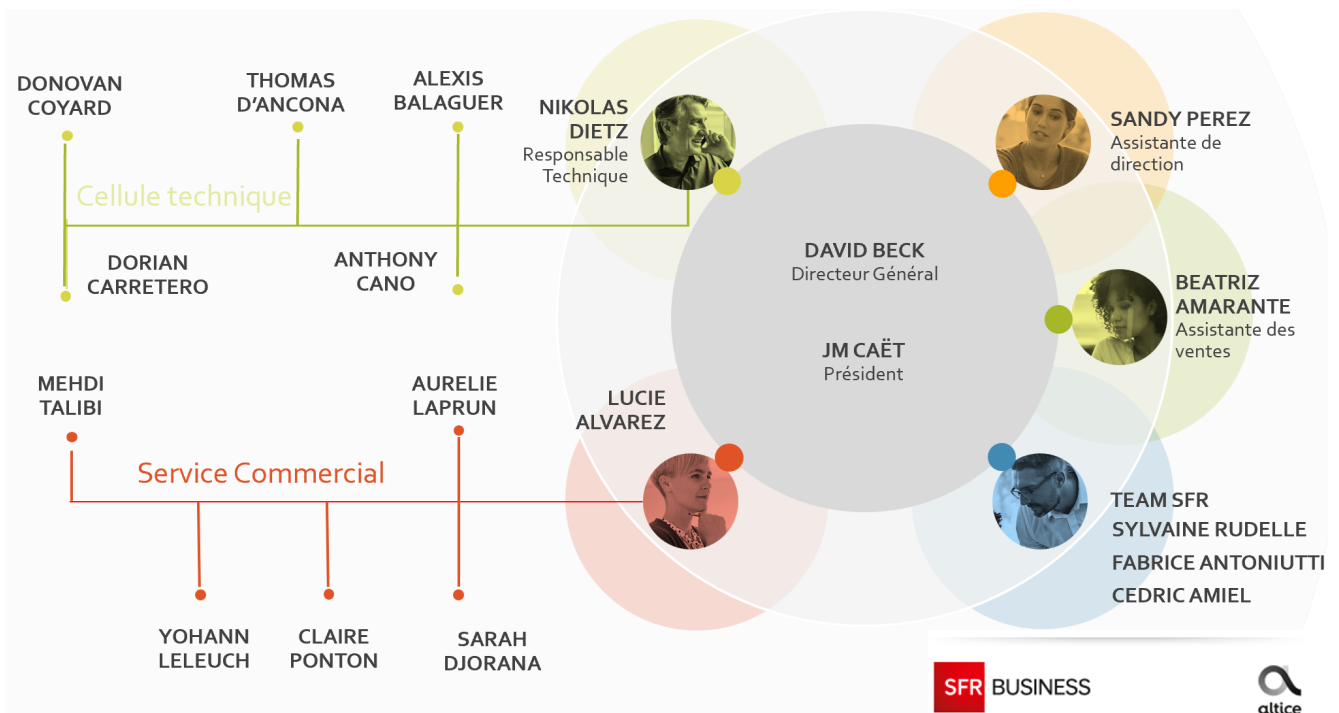 DONOVAN
COYARD
THOMAS
D'ANCONA
ALEXIS
BALAGUER
Cellule technique
DORIAN
CARRETERO
ANTHONY
CANO
NIKOLAS
DIETZ
Responsable
Technique
SANDY PEREZ
Assistante de
direction
DAVID BECK
Directeur Général
JM CAËT
Président
BEATRIZ
AMARANTE
Assistante des
ventes
MEHDI
TALIBI
AURELIE
LAPRUN
LUCIE
ALVAREZ
Service Commercial
YOHANN
LELEUCH
CLAIRE
PONTON
SARAH
DJORANA
TEAM SFR
SYLVAINE RUDELLE
FABRICE ANTONIUTTI
CEDRIC AMIEL
SFR BUSINESS
altice